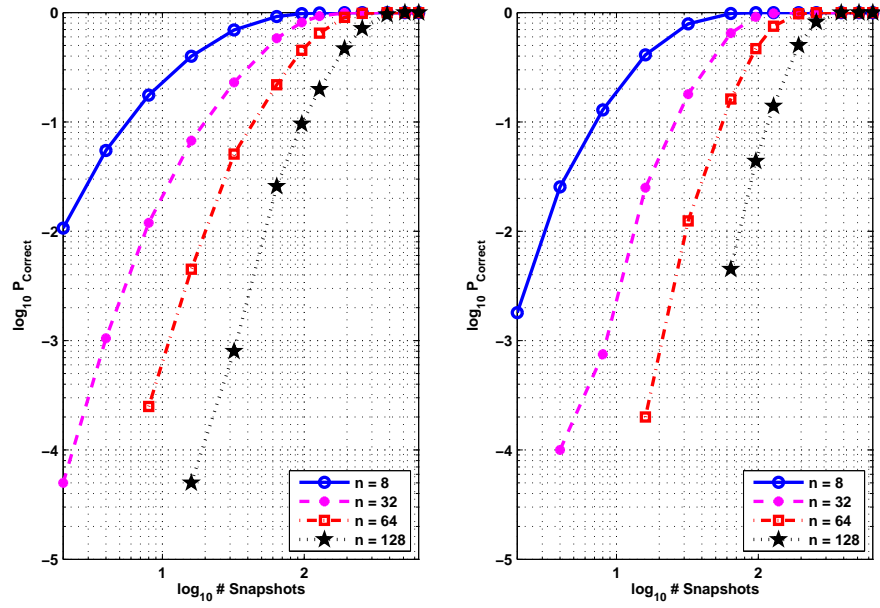 0
−1
−2
−3
−4
−5
log10 PCorrect
1
2
log10 # Snapshots
n = 8
n = 32
n = 64
n = 128
0
−1
−2
−3
−4
−5
log10 PCorrect
1
2
log10 # Snapshots
n = 8
n = 32
n = 64
n = 128